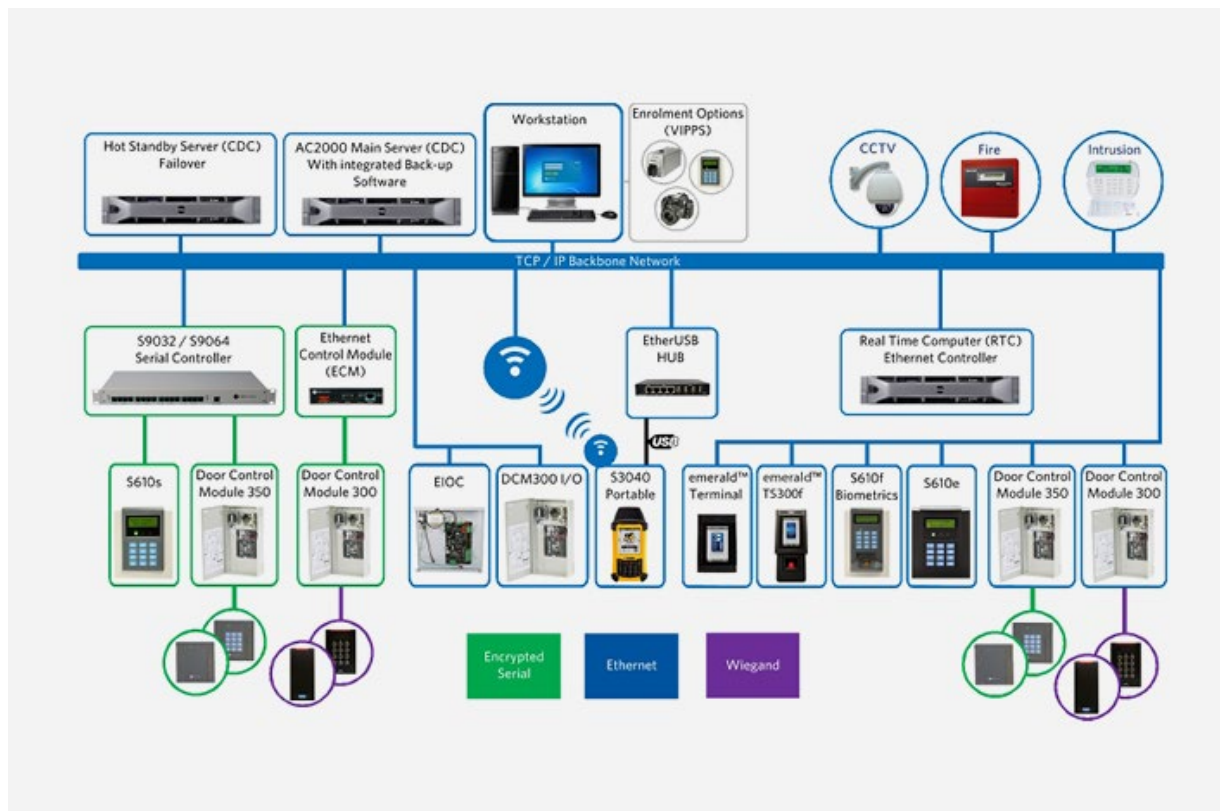 Hot Standby Server (CDC)
Failover
AC2000 Main Server (CDC)
With integrated Back-up
Software
Workstation
Enrolment Options
(VIPPS)
CCTV
Fire
Intrusion
TCP / IP Backbone Network
S9032 / S9064
Serial Controller
Ethernet
Control Module
(ECM)
EtherUSB
HUB
Real Time Computer (RTC)
Ethernet Controller
USB
S610s
Door Control
Module 350
Door Control
Module 300
EIOC
DCM300 I/O
S3040
Portable
emerald™
Terminal
emerald™
TS300f
S610f
Biometrics
S610e
Door Control
Module 350
Door Control
Module 300
Encrypted
Serial
Ethernet
Wiegand